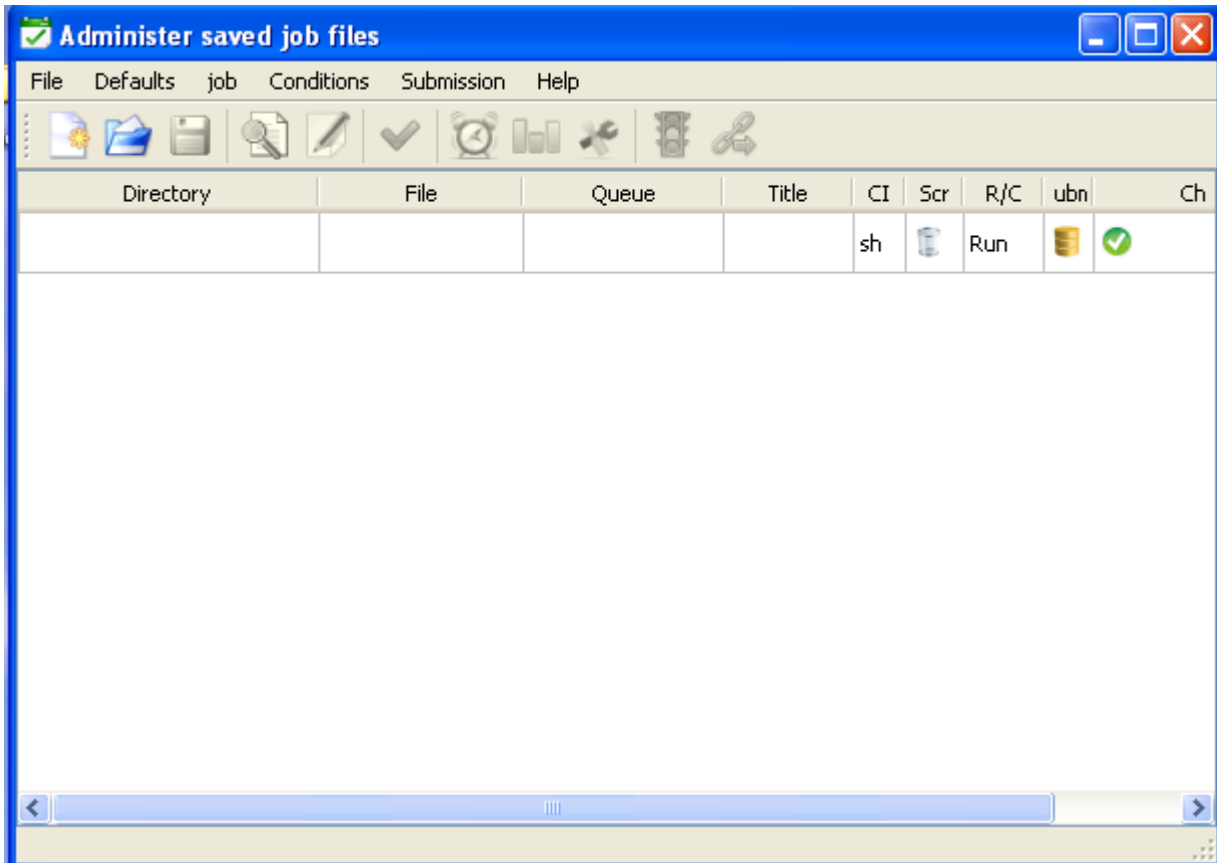 Administer saved job files
File Defaults job Conditions Submission Help
Directory File Queue Title CI Scr R/C ubn Ch
sh Run